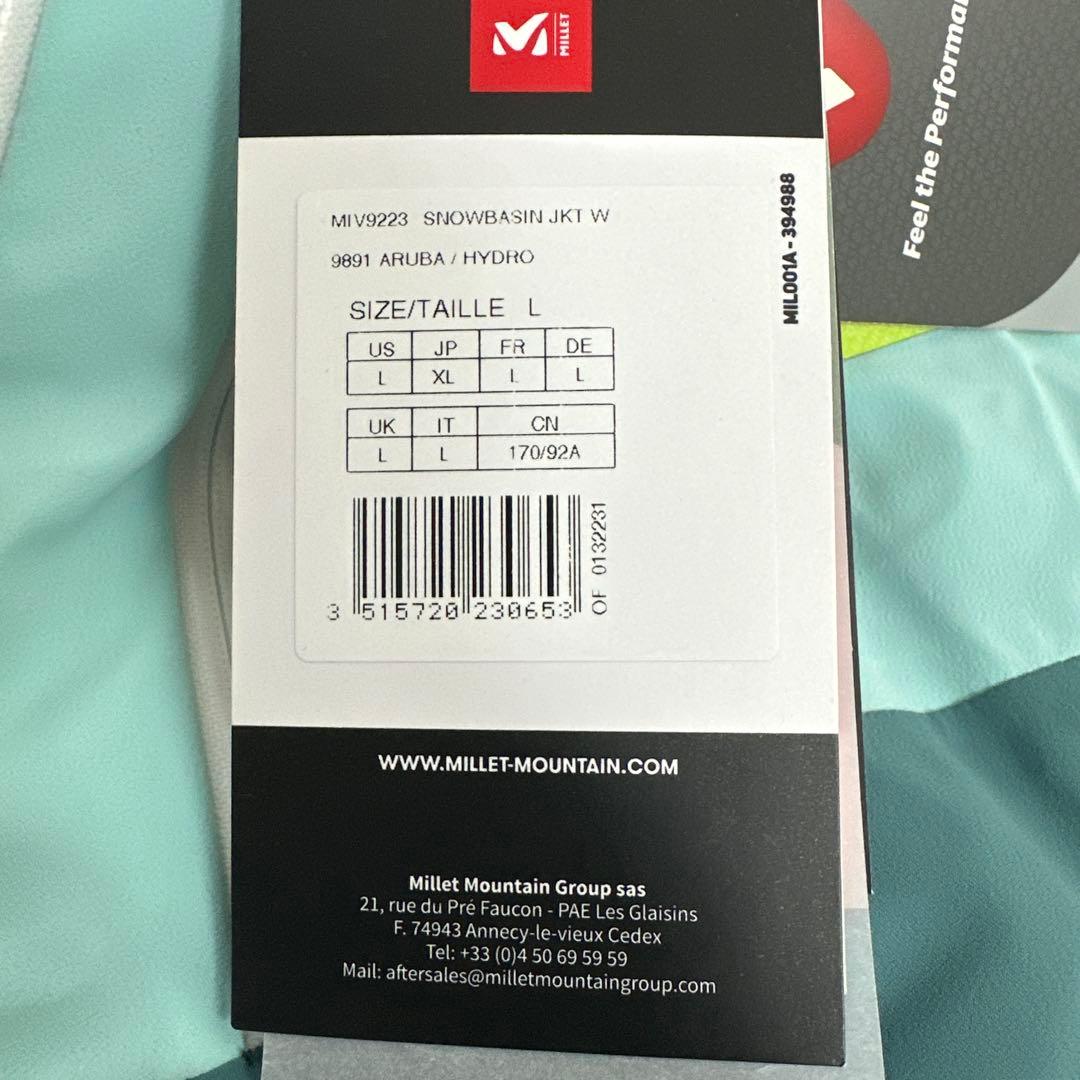 MILLET
Feel the
MIL001A - 394988
MIV9223 SNOWBASIN JKT W
9891 ARUBA / HYDRO
SIZE/TAILLE L
US JP FR DE
L XL L L
UK IT CN
L L 170/92A
3 515720 230653
OF 0132231
WWW.MILLET-MOUNTAIN.COM
Millet Mountain Group sas
21, rue du Pré Faucon - PAE Les Glaisins
F. 74943 Annecy-le-vieux Cedex
Tel: +33 (0)4 50 69 59 59
Mail: aftersales@milletmountaingroup.com